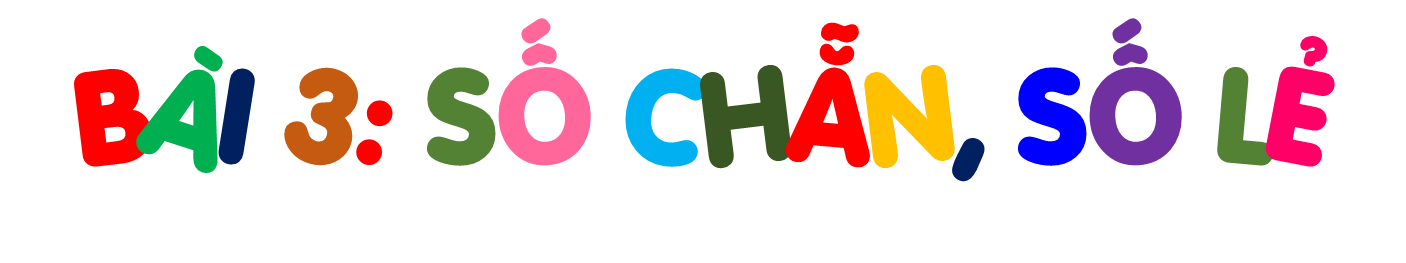 BÀI 3: SỐ CHẴN, SỐ LẺ